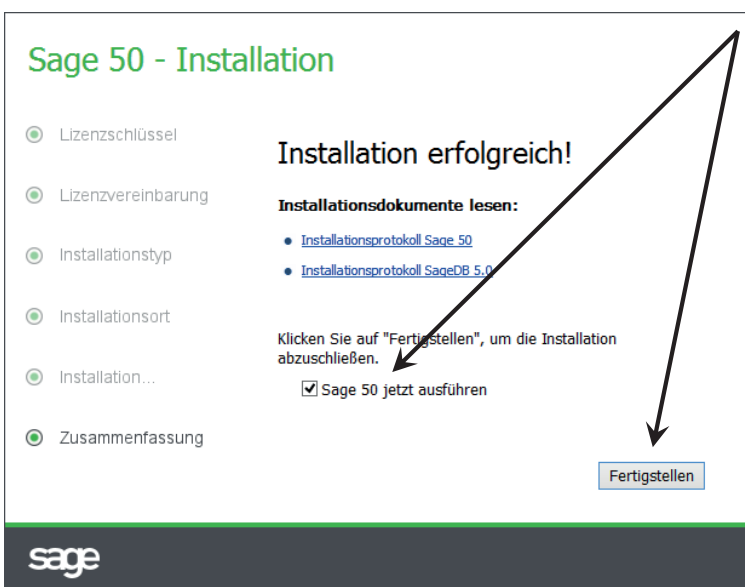 Sage 50 - Installation
Lizenzschlüssel
Lizenzvereinbarung
Installationstyp
Installationsort
Installation...
Zusammenfassung
Installation erfolgreich!
Installationsdokumente lesen:
Installationsprotokoll Sage 50
Installationsprotokoll SageDB 5.0
Klicken Sie auf "Fertigstellen", um die Installation
abzuschließen.
Sage 50 jetzt ausführen
Fertigstellen
sage